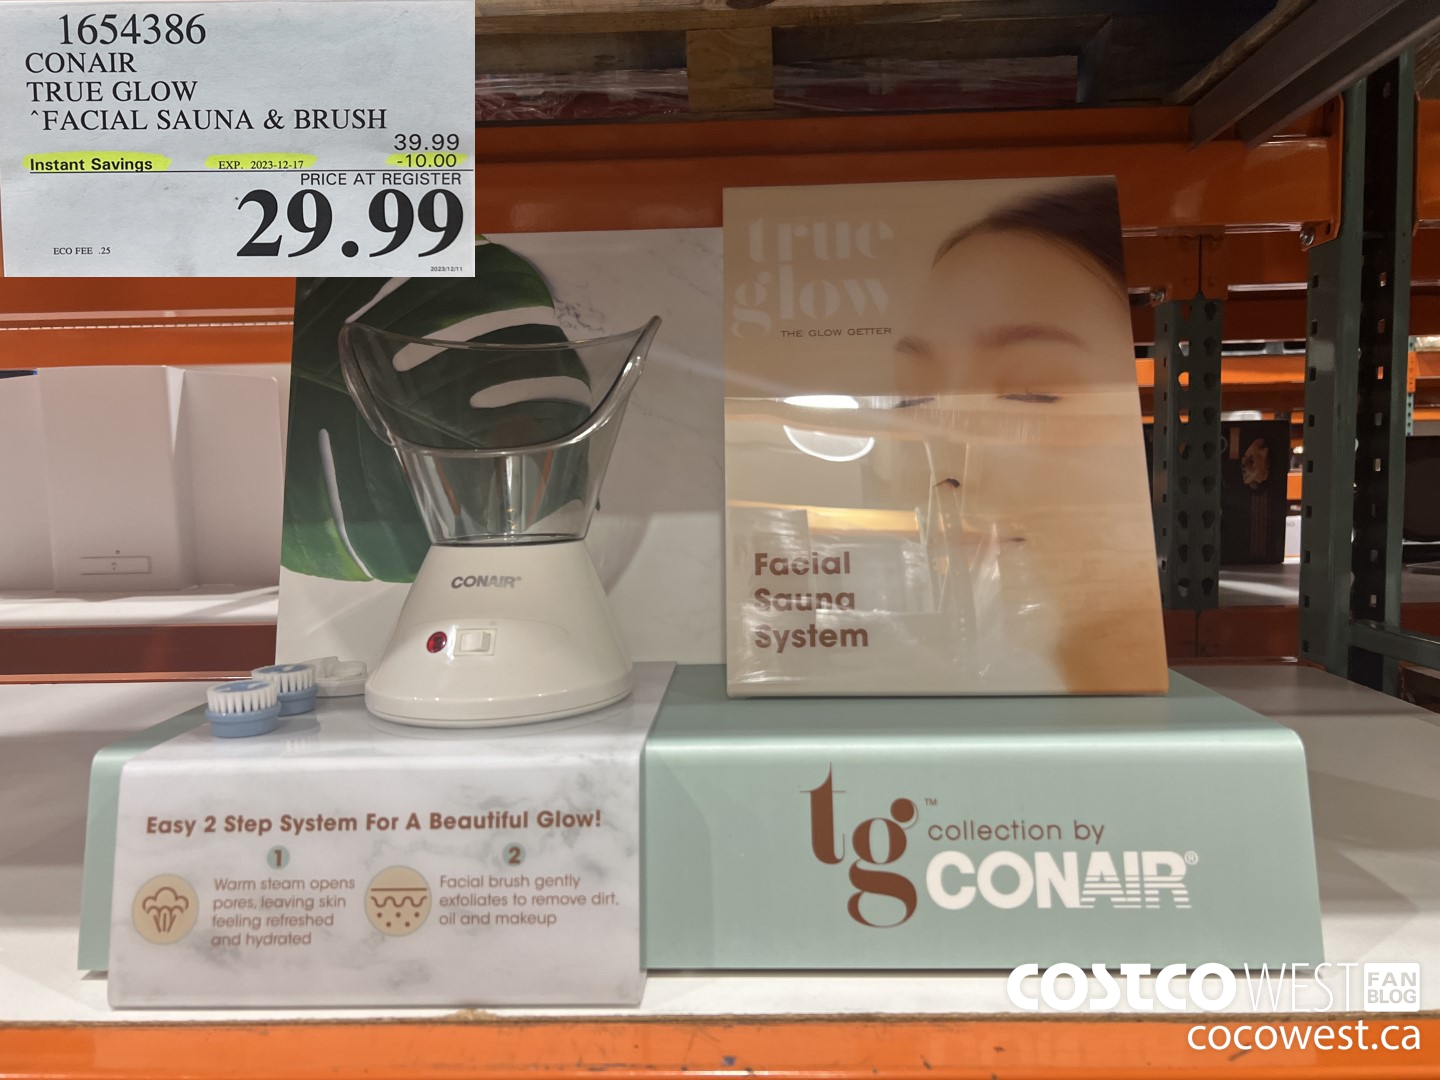 1654386
CONAIR
TRUE GLOW
^FACIAL SAUNA & BRUSH
39.99
Instant Savings EXP. 2023-12-17 -10.00
PRICE AT REGISTER
29.99
ECO FEE .25
2023/12/11
true
glow
THE GLOW GETTER
Facial
Sauna
System
CONAIR®
Easy 2 Step System For A Beautiful Glow!
1
Warm steam opens
pores, leaving skin
feeling refreshed
and hydrated
2
Facial brush gently
exfoliates to remove dirt,
oil and makeup
tg™ collection by
CONAIR®
COSTCO WEST FAN BLOG
cocowest.ca